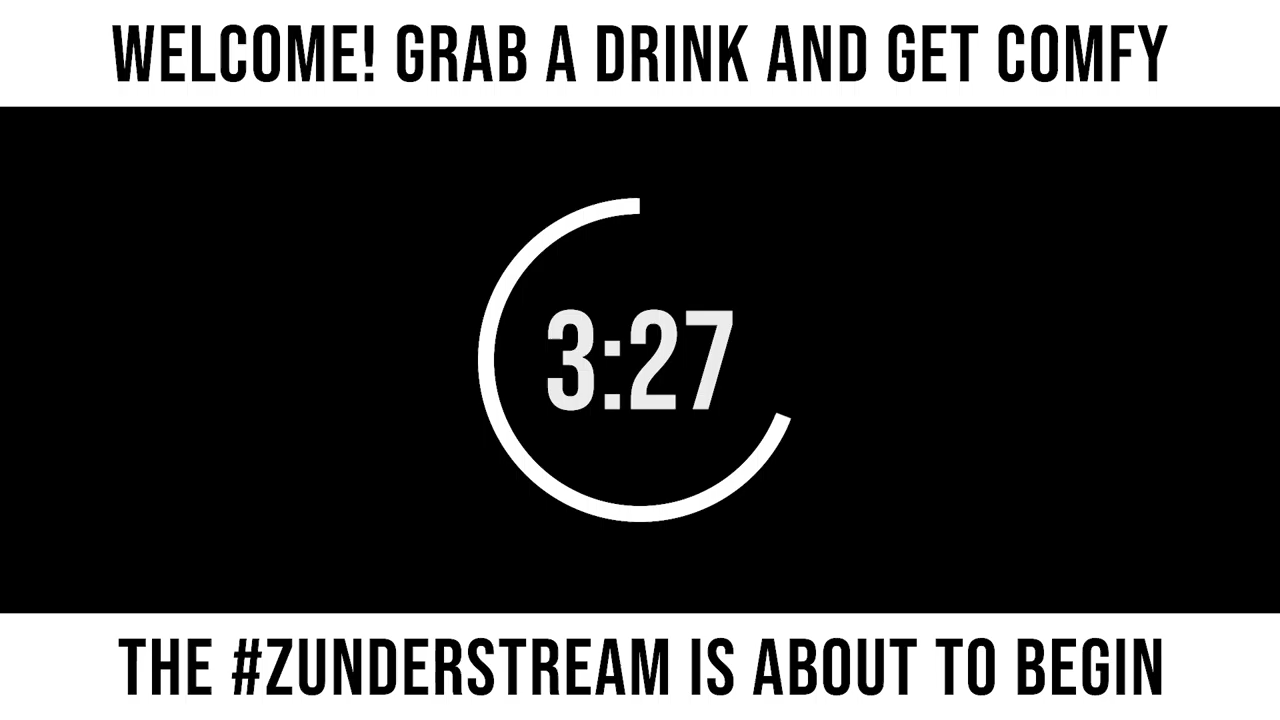 WELCOME! GRAB A DRINK AND GET COMFY
3:27
THE #ZUNDERSTREAM IS ABOUT TO BEGIN